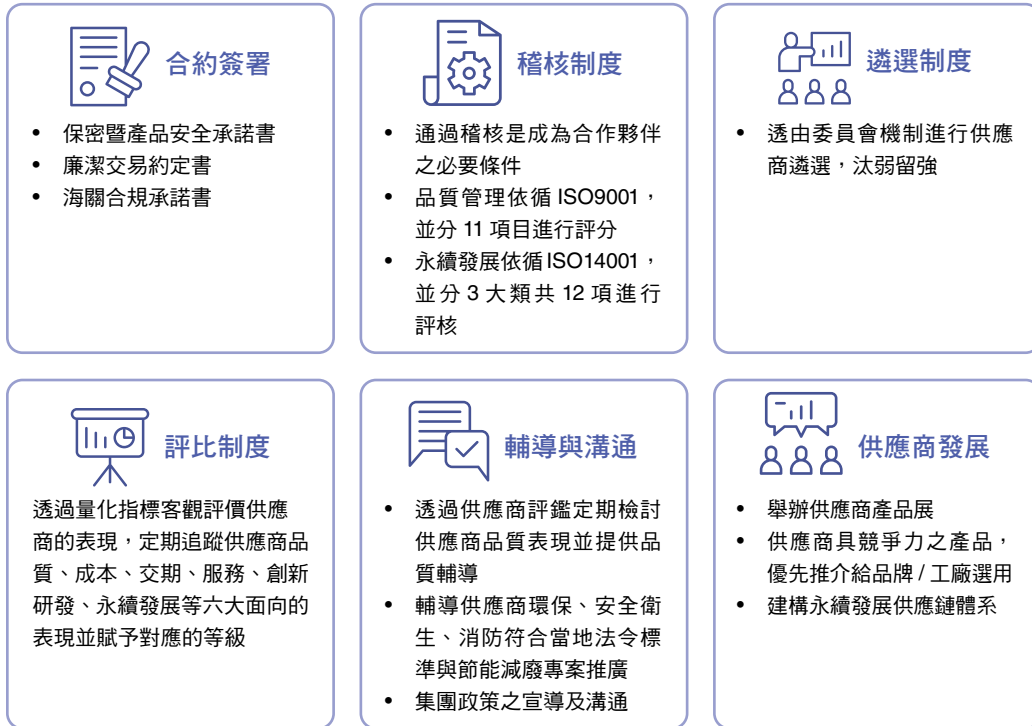 合約簽署
• 保密暨產品安全承諾書
• 廉潔交易約定書
• 海關合規承諾書
稽核制度
• 通過稽核是成為合作夥伴
之必要條件
• 品質管理依循 ISO9001，
並分 11 項目進行評分
• 永續發展依循 ISO14001，
並分 3 大類共 12 項進行
評核
遴選制度
• 透由委員會機制進行供應
商遴選，汰弱留強
評比制度
透過量化指標客觀評價供應
商的表現，定期追蹤供應商品
質、成本、交期、服務、創新
研發、永續發展等六大面向的
表現並賦予對應的等級
輔導與溝通
• 透過供應商評鑑定期檢討
供應商品質表現並提供品
質輔導
• 輔導供應商環保、安全衛
生、消防符合當地法令標
準與節能減廢專案推廣
• 集團政策之宣導及溝通
供應商發展
• 舉辦供應商產品展
• 供應商具競爭力之產品，
優先推介給品牌 / 工廠選用
• 建構永續發展供應鏈體系